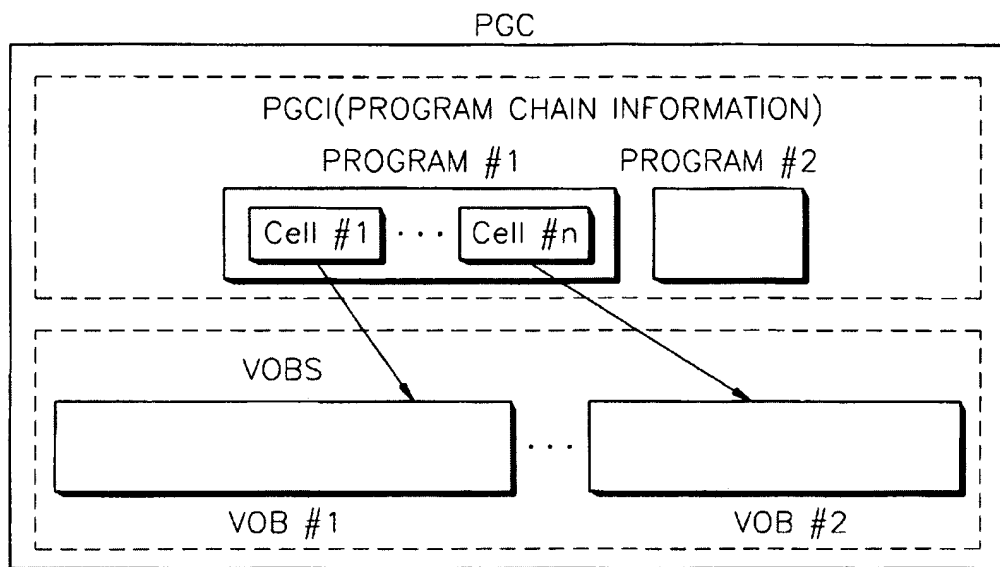 PGC
PGCI(PROGRAM CHAIN INFORMATION)
PROGRAM #1 PROGRAM #2
Cell #1 ··· Cell #n
VOBS
···
VOB #1 VOB #2